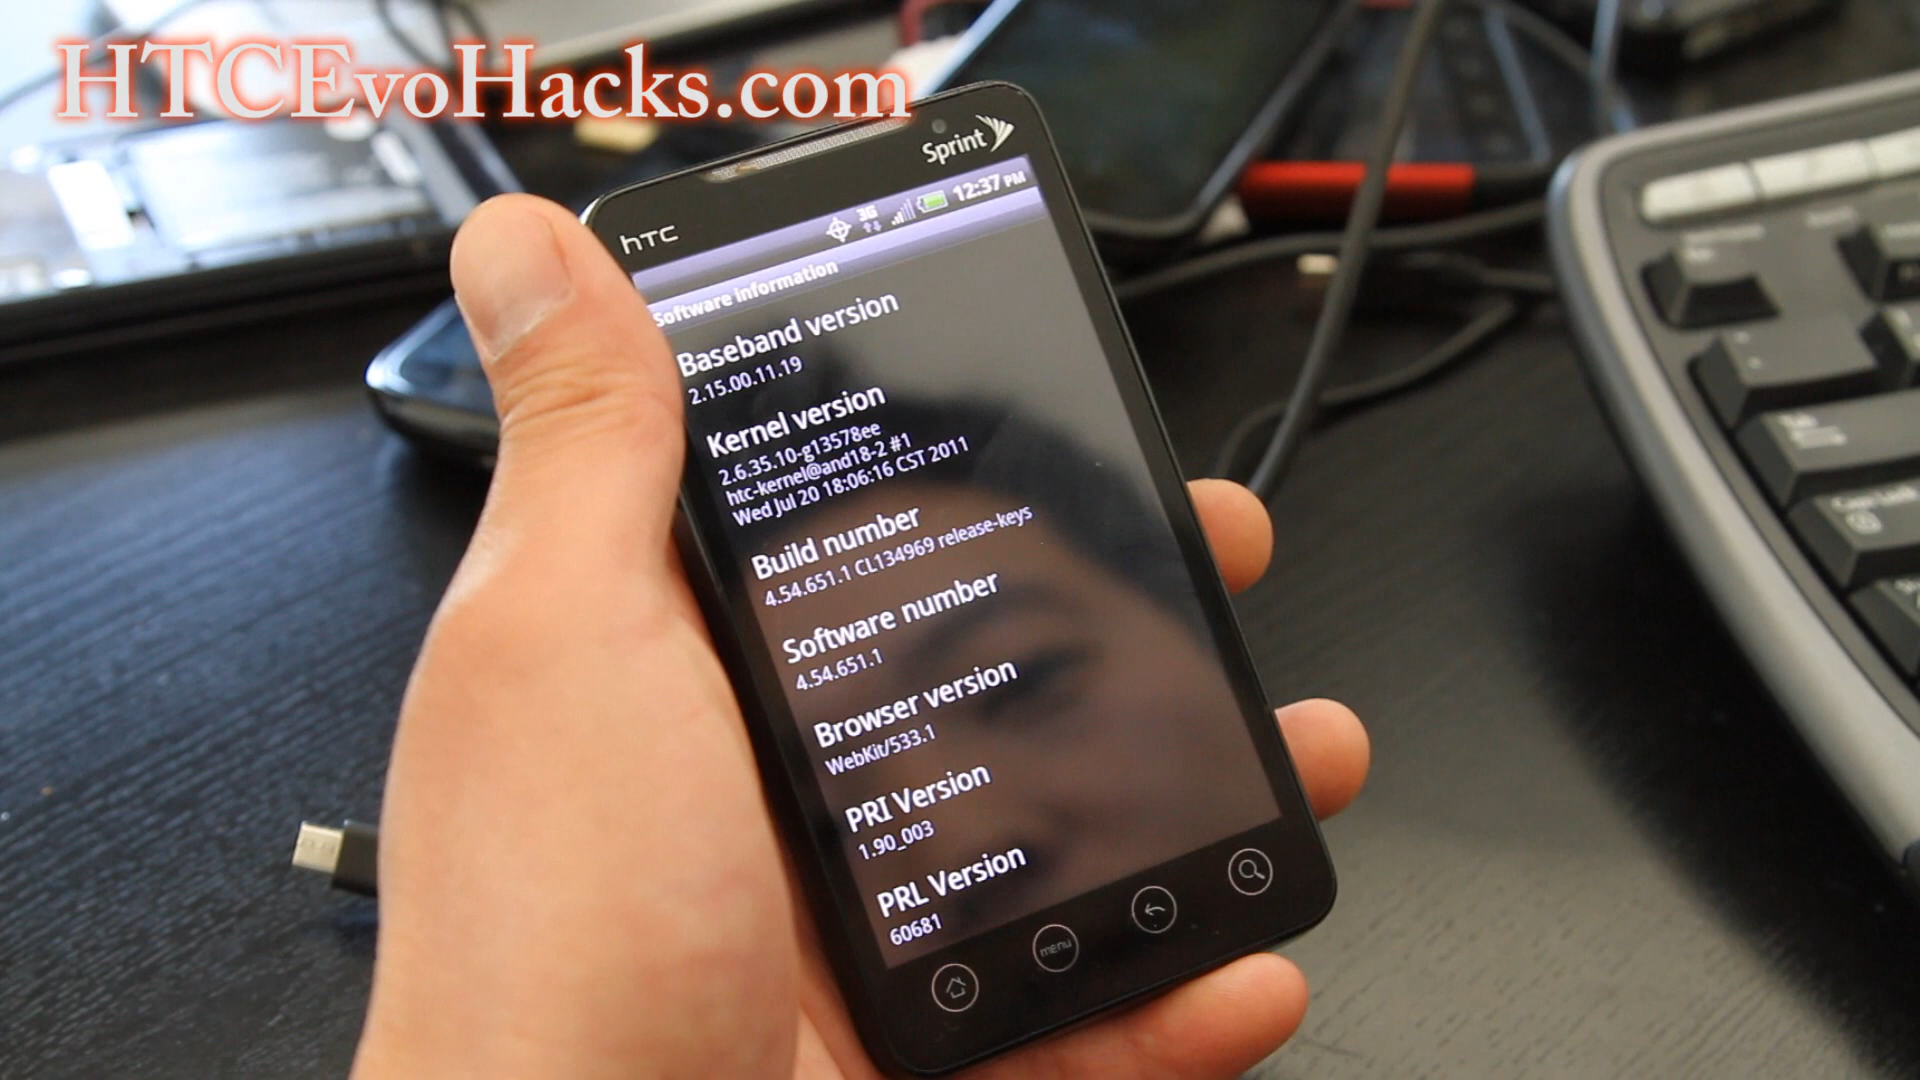 HTCEvoHacks.com
Sprint
hTC
3G
12:37 PM
Software information
Baseband version
2.15.00.11.19
Kernel version
2.6.35.10-g13578ee
htc-kernel@and18-2 #1
Wed Jul 20 18:06:16 CST 2011
Build number
4.54.651.1 CL134969 release-keys
Software number
4.54.651.1
Browser version
WebKit/533.1
PRI Version
1.90_003
PRL Version
60681
menu